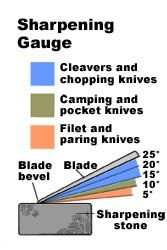 Sharpening
Gauge
Cleavers and
chopping knives
Camping and
pocket knives
Filet and
paring knives
Blade
bevel
Blade
25°
20°
15°
10°
5°
Sharpening
stone